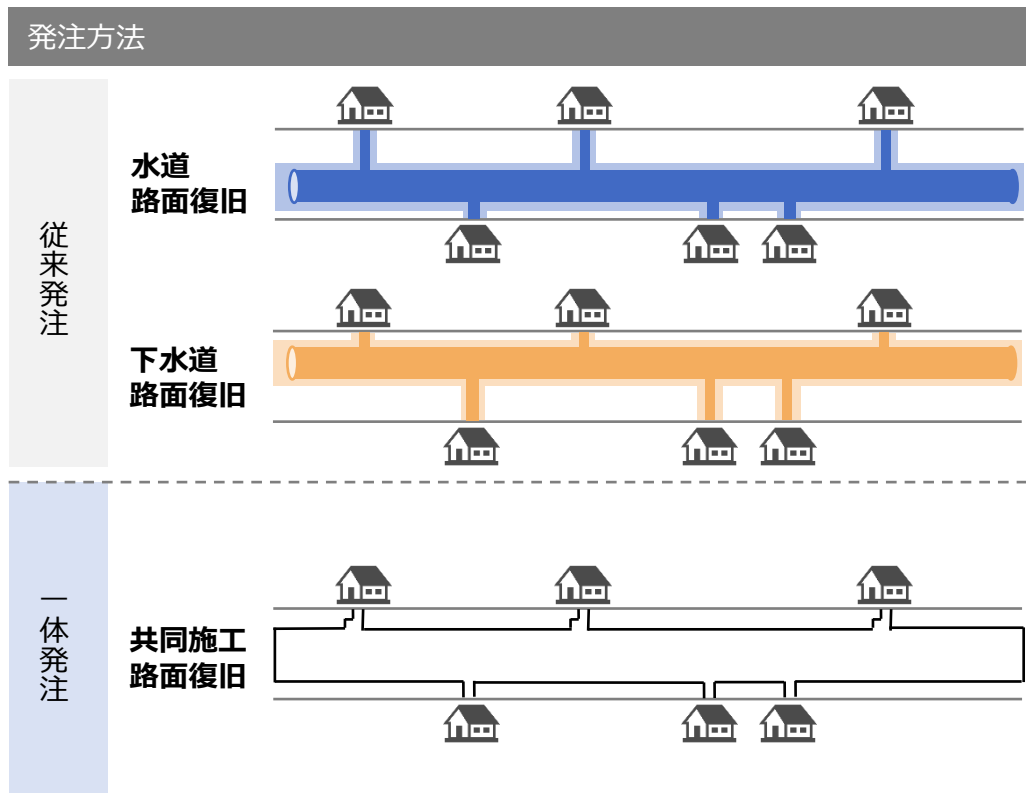 発注方法
従来発注
水道
路面復旧
下水道
路面復旧
一体発注
共同施工
路面復旧